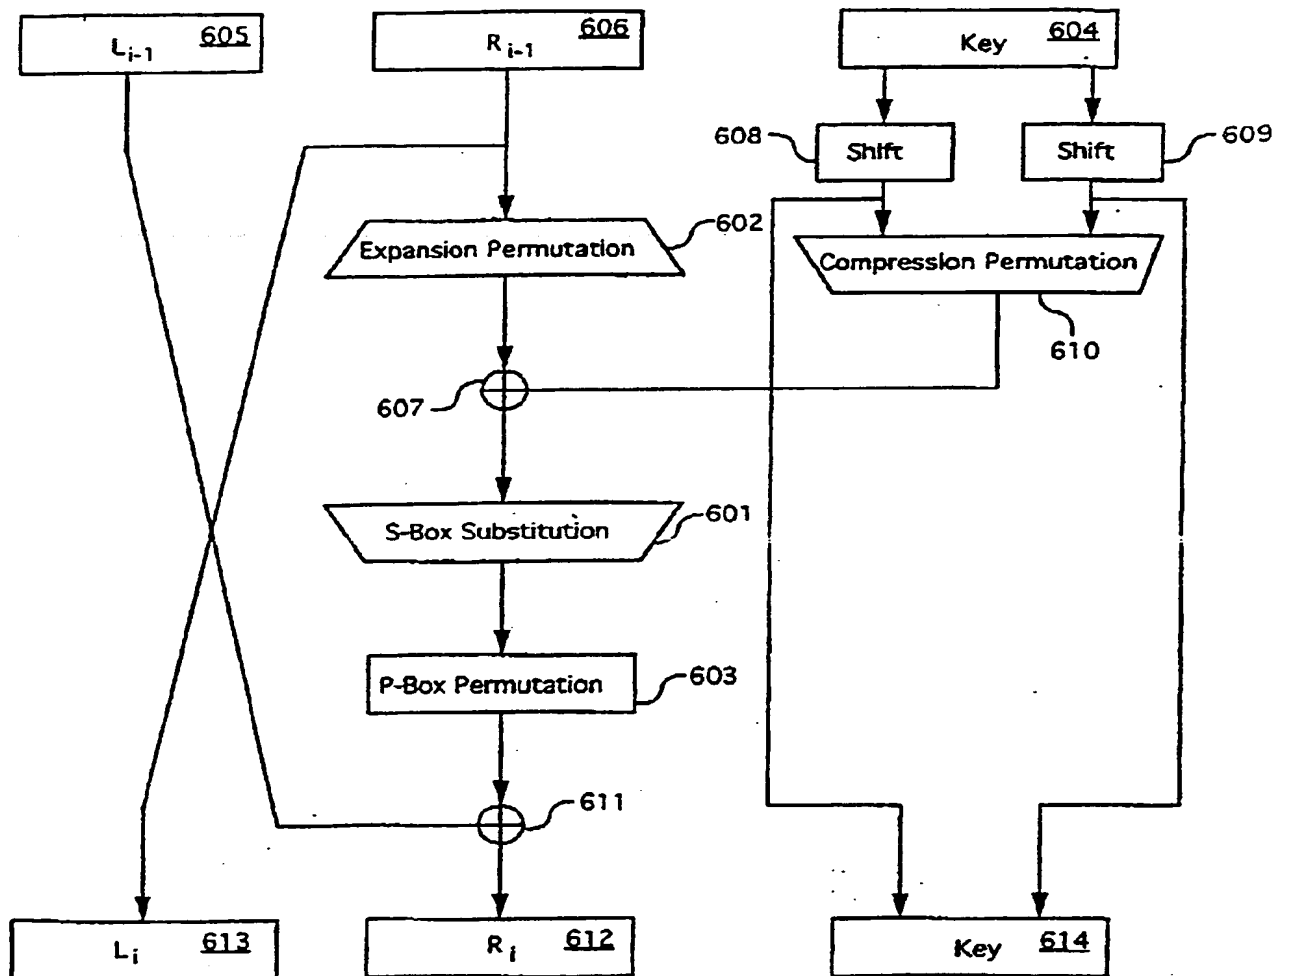 L i-1 605
R i-1 606
Key 604
608 Shift
Shift 609
Expansion Permutation 602
Compression Permutation
610
607
S-Box Substitution 601
P-Box Permutation 603
611
L i 613
R i 612
Key 614